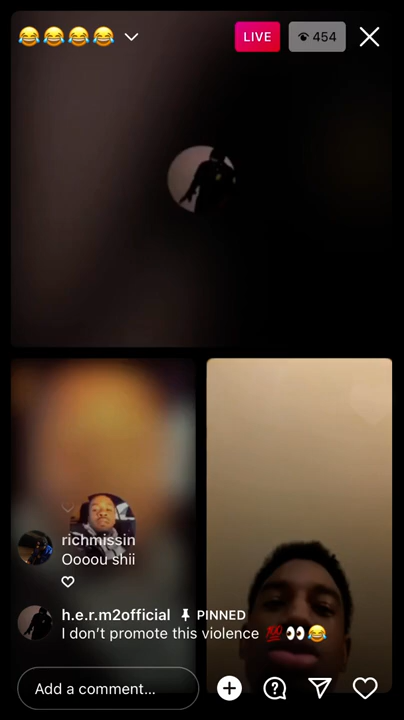 😂😂😂😂
LIVE
454
richmissin
Oooou shii
h.e.r.m2official PINNED
I don't promote this violence 💯👀😂
Add a comment...